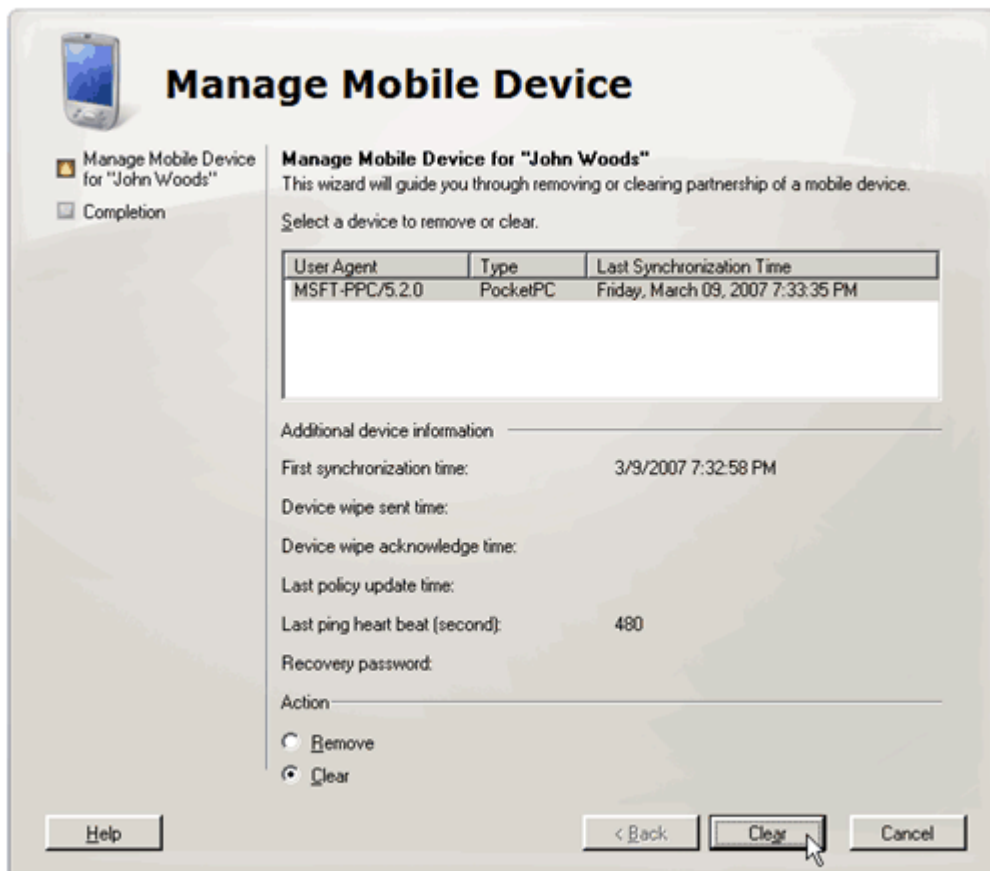 Manage Mobile Device
Manage Mobile Device
for "John Woods"
Completion
Manage Mobile Device for "John Woods"
This wizard will guide you through removing or clearing partnership of a mobile device.
Select a device to remove or clear.
User Agent Type Last Synchronization Time
MSFT-PPC/5.2.0 PocketPC Friday, March 09, 2007 7:33:35 PM
Additional device information
First synchronization time: 3/9/2007 7:32:58 PM
Device wipe sent time:
Device wipe acknowledge time:
Last policy update time:
Last ping heart beat (second): 480
Recovery password:
Action
Remove
Clear
Help < Back Clear Cancel